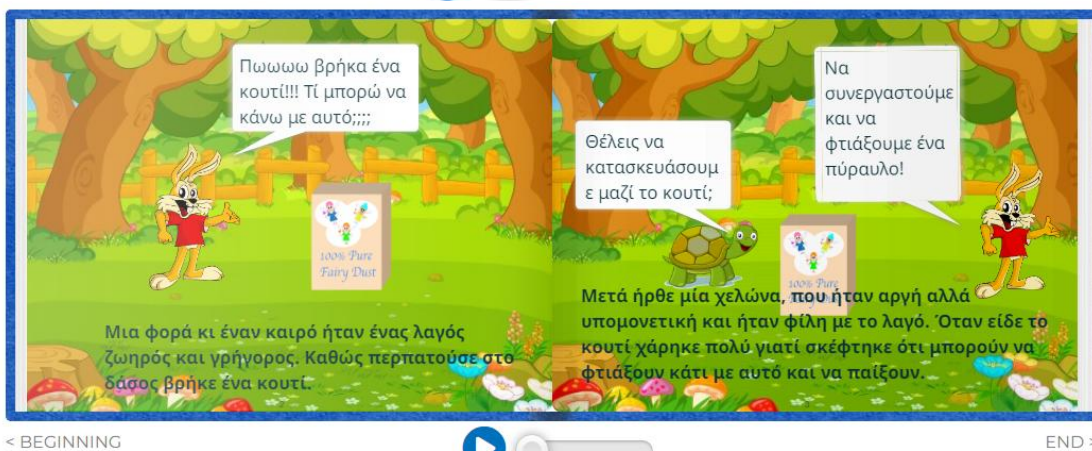 Πωωωω βρήκα ένα
κουτί!!! Τί μπορώ να
κάνω με αυτό;;;;
100% Pure
Fairy Dust
Μια φορά κι έναν καιρό ήταν ένας λαγός
ζωηρός και γρήγορος. Καθώς περπατούσε στο
δάσος βρήκε ένα κουτί.
Θέλεις να
κατασκευάσουμ
ε μαζί το κουτί;
Να
συνεργαστούμε
και να
φτιάξουμε ένα
πύραυλο!
100% Pure
Μετά ήρθε μία χελώνα, που ήταν αργή αλλά
υπομονετική και ήταν φίλη με το λαγό. Όταν είδε το
κουτί χάρηκε πολύ γιατί σκέφτηκε ότι μπορούν να
φτιάξουν κάτι με αυτό και να παίξουν.
< BEGINNING
END >